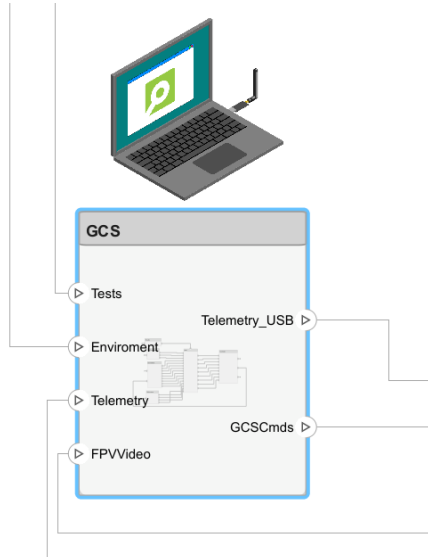 GCS
Tests
Telemetry_USB
Enviroment
Telemetry
GCSCmds
FPVVideo